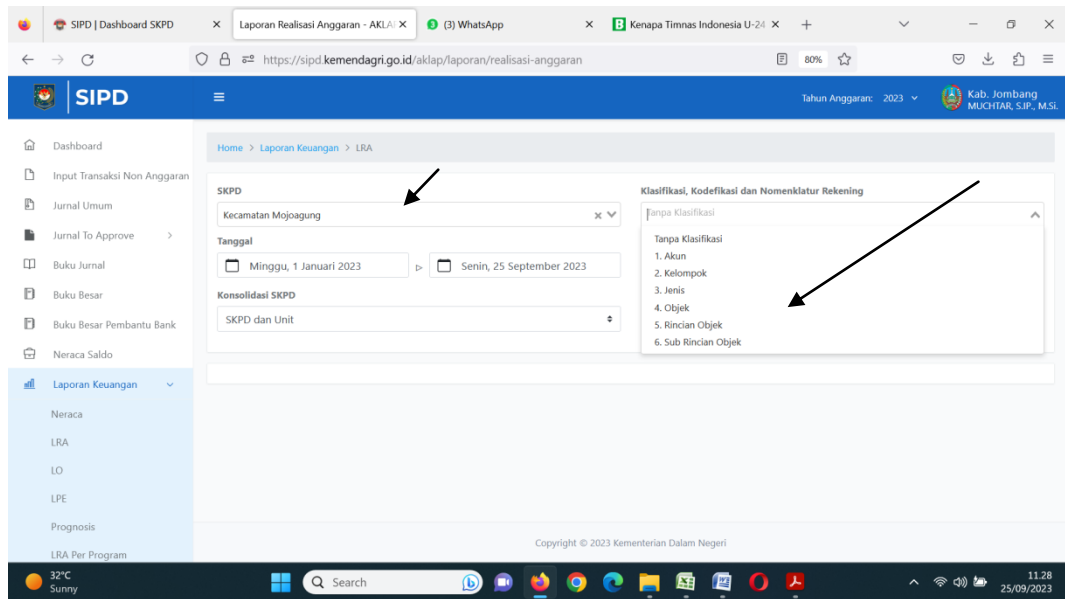 SIPD | Dashboard SKPD
Laporan Realisasi Anggaran - AKLA
(3) WhatsApp
Kenapa Timnas Indonesia U-24
https://sipd.kemendagri.go.id/aklap/laporan/realisasi-anggaran
80%
SIPD
Tahun Anggaran: 2023
Kab. Jombang
MUCHTAR, S.IP., M.Si.
Dashboard
Input Transaksi Non Anggaran
Jurnal Umum
Jurnal To Approve
Buku Jurnal
Buku Besar
Buku Besar Pembantu Bank
Neraca Saldo
Laporan Keuangan
Neraca
LRA
LO
LPE
Prognosis
LRA Per Program
Home > Laporan Keuangan > LRA
SKPD
Kecamatan Mojoagung
Tanggal
Minggu, 1 Januari 2023
Senin, 25 September 2023
Konsolidasi SKPD
SKPD dan Unit
Klasifikasi, Kodefikasi dan Nomenklatur Rekening
Tanpa Klasifikasi
Tanpa Klasifikasi
1. Akun
2. Kelompok
3. Jenis
4. Objek
5. Rincian Objek
6. Sub Rincian Objek
Copyright © 2023 Kementerian Dalam Negeri
32°C
Sunny
Search
11.28
25/09/2023